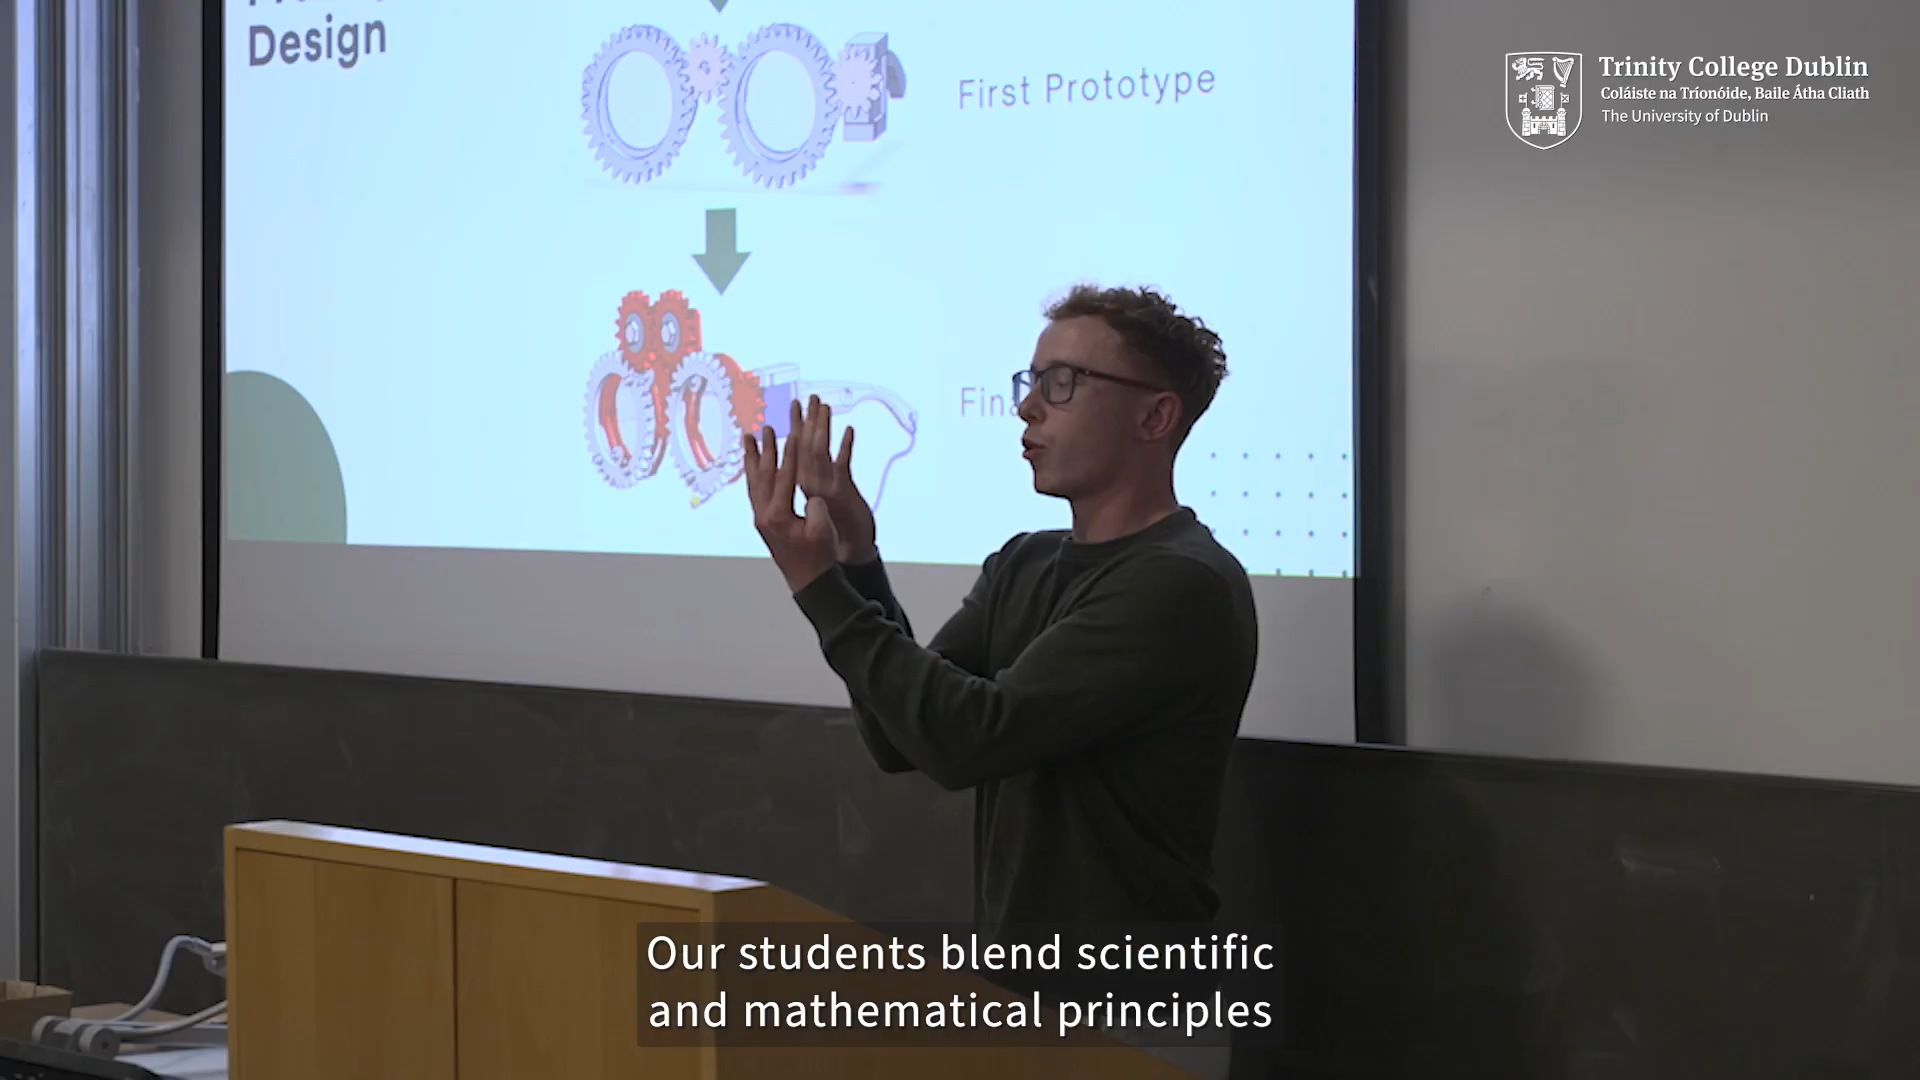 Design
First Prototype
Trinity College Dublin
Coláiste na Tríonóide, Baile Átha Cliath
The University of Dublin
Our students blend scientific
and mathematical principles